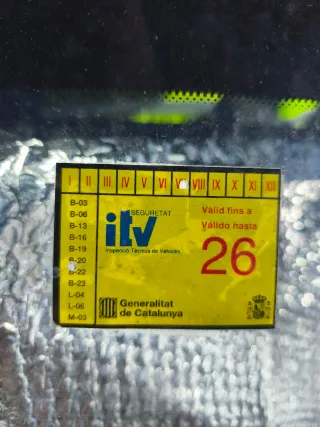 I II III IV V VI VII VIII IX X XI XII
B-03
B-06
B-13
B-16
B-19
B-20
B-22
B-23
L-04
L-06
M-03
SEGURETAT
itv
Inspecció Tècnica de Vehicles
Vàlid fins a
Válido hasta
26
Generalitat
de Catalunya